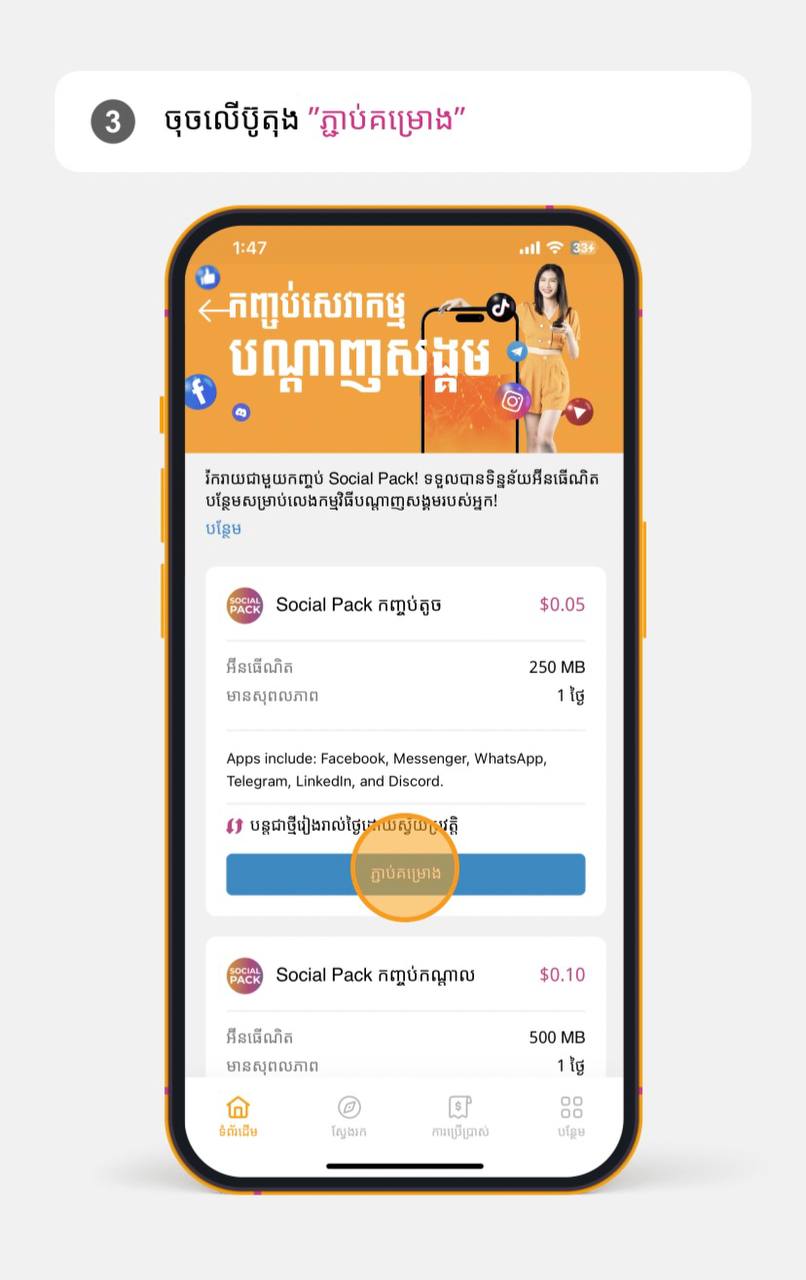 3 ចុចលើប៊ូតុង "ភ្ជាប់គម្រោង"
1:47
33
កញ្ចប់សេវាកម្ម
បណ្តាញសង្គម
រីករាយជាមួយកញ្ចប់ Social Pack! ទទួលបានទិន្នន័យអ៊ីនធើណិត
បន្ថែមសម្រាប់លេងកម្មវិធីបណ្តាញសង្គមរបស់អ្នក!
បន្ថែម
SOCIAL
PACK
Social Pack កញ្ចប់តូច $0.05
អ៊ីនធើណិត 250 MB
មានសុពលភាព 1 ថ្ងៃ
Apps include: Facebook, Messenger, WhatsApp,
Telegram, LinkedIn, and Discord.
បន្តជាថ្មីរៀងរាល់ថ្ងៃដោយស្វ័យប្រវត្តិ
ភ្ជាប់គម្រោង
SOCIAL
PACK
Social Pack កញ្ចប់កណ្តាល $0.10
អ៊ីនធើណិត 500 MB
មានសុពលភាព 1 ថ្ងៃ
ទំព័រដើម ស្វែងរក ការប្រើប្រាស់ បន្ថែម